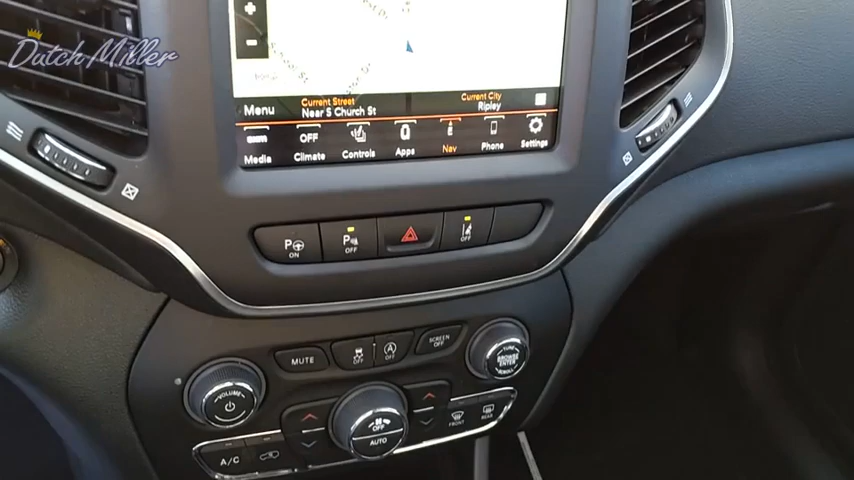 Dutch Miller
Menu
Current Street
Near S Church St
Current City
Ripley
Media
OFF
Climate
Controls
Apps
Nav
Phone
Settings
P
ON
P
OFF
OFF
MUTE
OFF
OFF
SCREEN
OFF
VOLUME
OFF
AUTO
TUNE
BROWSE
ENTER
SCROLL
A/C
FRONT
REAR